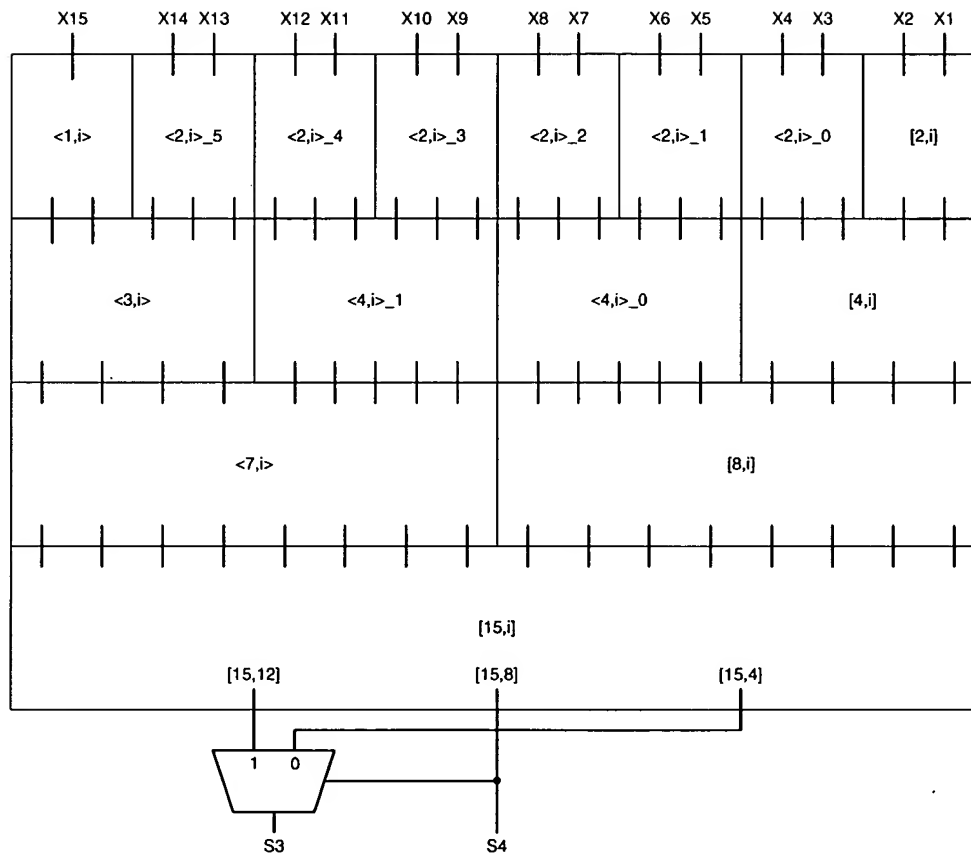 X15 X14 X13 X12 X11 X10 X9 X8 X7 X6 X5 X4 X3 X2 X1
<1,i> <2,i>_5 <2,i>_4 <2,i>_3 <2,i>_2 <2,i>_1 <2,i>_0 [2,i]
<3,i> <4,i>_1 <4,i>_0 [4,i]
<7,i> [8,i]
[15,i]
[15,12] [15,8] [15,4]
1 0
S3 S4